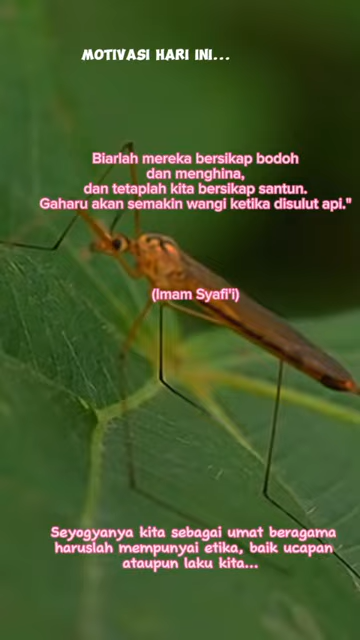 MOTIVASI HARI INI...
Biarlah mereka bersikap bodoh
dan menghina,
dan tetaplah kita bersikap santun.
Gaharu akan semakin wangi ketika disulut api."
(Imam Syafi'i)
Seyogyanya kita sebagai umat beragama
haruslah mempunyai etika, baik ucapan
ataupun laku kita...